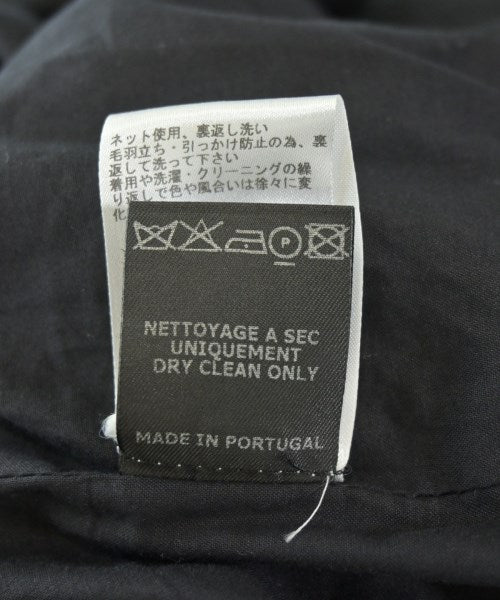 ネット使用、裏返し洗い
毛羽立ち・引っかけ防止の為、裏
返して洗って下さい
着用や洗濯・クリーニングの繰
り返しで色や風合いは徐々に変
化
P
NETTOYAGE A SEC
UNIQUEMENT
DRY CLEAN ONLY
MADE IN PORTUGAL